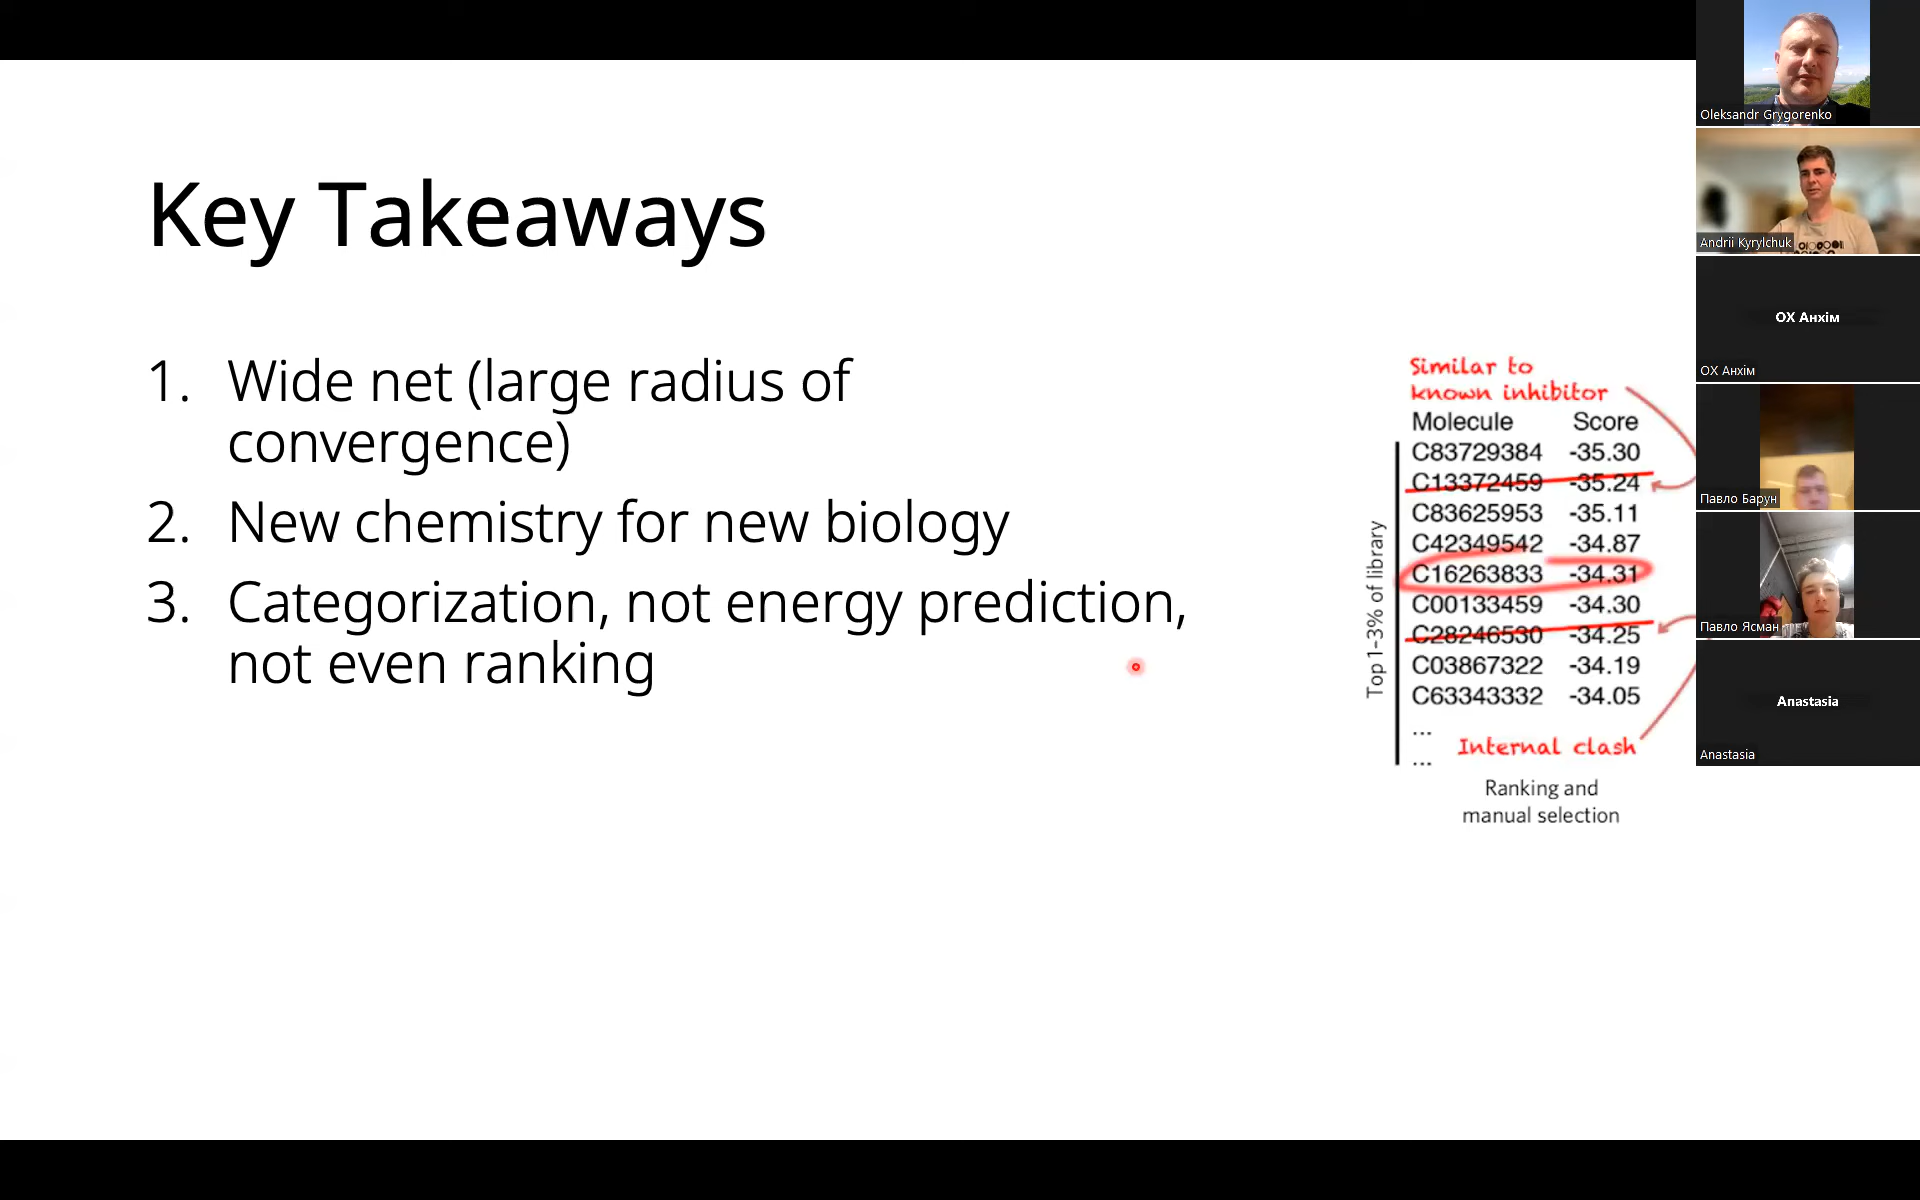 Key Takeaways
1. Wide net (large radius of
convergence)
2. New chemistry for new biology
3. Categorization, not energy prediction,
not even ranking
Similar to
known inhibitor
Molecule Score
C83729384 -35.30
C13372459 -35.24
C83625953 -35.11
C42349542 -34.87
C16263833 -34.31
C00133459 -34.30
C28246530 -34.25
C03867322 -34.19
C63343332 -34.05
...
...
Internal clash
Top 1-3% of library
Ranking and
manual selection
Oleksandr Grygorenko
Andrii Kyrylchuk
ОХ Анхім
ОХ Анхім
Павло Барун
Павло Ясман
Anastasia
Anastasia